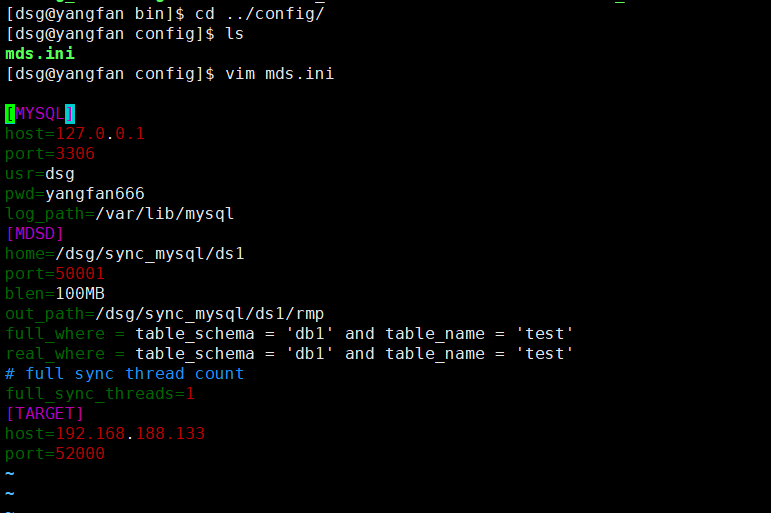 [dsg@yangfan bin]$ cd ../config/
[dsg@yangfan config]$ ls
mds.ini
[dsg@yangfan config]$ vim mds.ini
[MYSQL]
host=127.0.0.1
port=3306
usr=dsg
pwd=yangfan666
log_path=/var/lib/mysql
[MDSD]
home=/dsg/sync_mysql/ds1
port=50001
blen=100MB
out_path=/dsg/sync_mysql/ds1/rmp
full_where = table_schema = 'db1' and table_name = 'test'
real_where = table_schema = 'db1' and table_name = 'test'
# full sync thread count
full_sync_threads=1
[TARGET]
host=192.168.188.133
port=52000
~
~
~